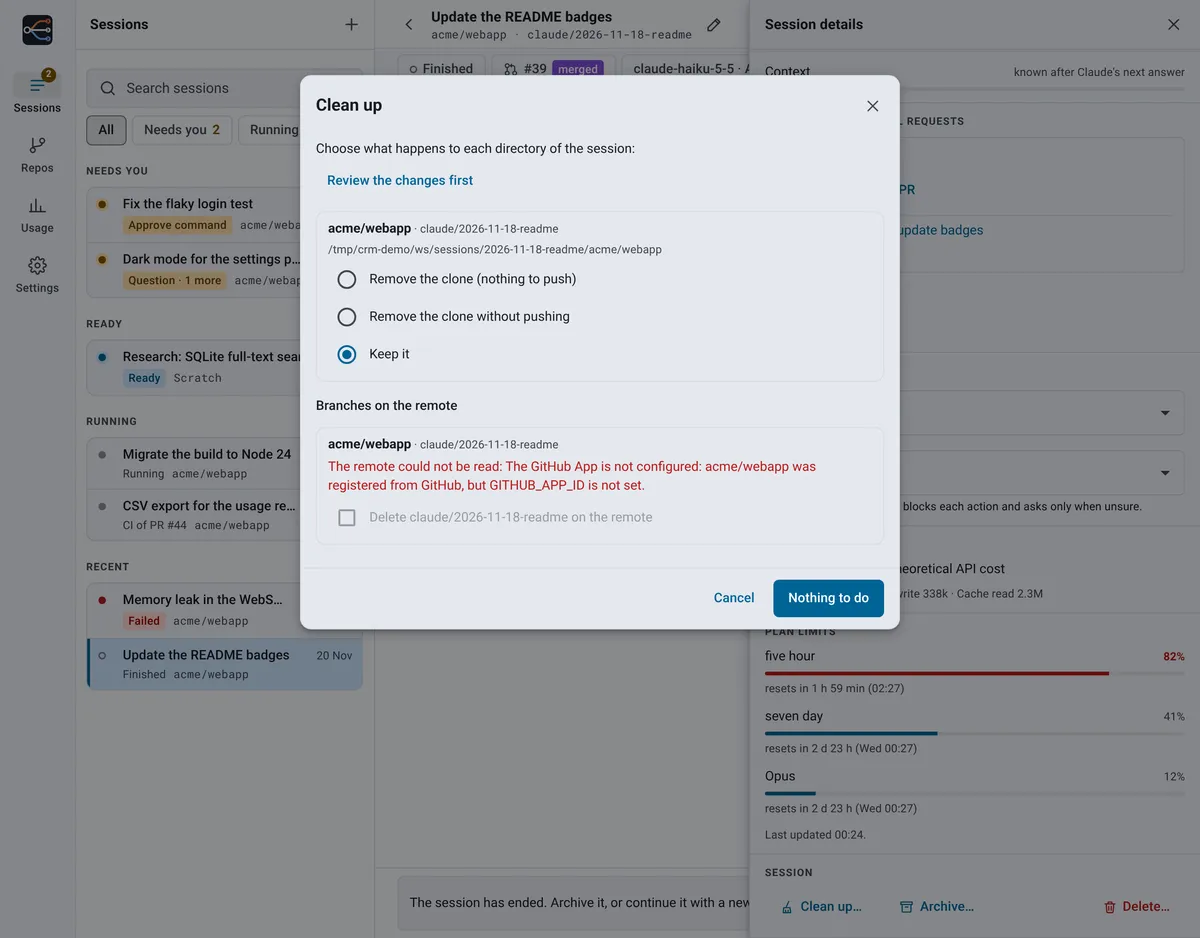 2
Sessions
Repos
Usage
Settings
Sessions
Search sessions
All
Needs you 2
Running
NEEDS YOU
Fix the flaky login test
Approve command acme/weba
Dark mode for the settings p…
Question · 1 more acme/webap
READY
Research: SQLite full-text sear
Ready Scratch
RUNNING
Migrate the build to Node 24
Running acme/webapp
CSV export for the usage re…
CI of PR #44 acme/webapp
RECENT
Memory leak in the WebS…
Failed acme/webapp
Update the README badges 20 Nov
Finished acme/webapp
Update the README badges
acme/webapp · claude/2026-11-18-readme
Finished
#39 merged
claude-haiku-5-5 · A
Clean up
Choose what happens to each directory of the session:
Review the changes first
acme/webapp · claude/2026-11-18-readme
/tmp/crm-demo/ws/sessions/2026-11-18-readme/acme/webapp
Remove the clone (nothing to push)
Remove the clone without pushing
Keep it
Branches on the remote
acme/webapp · claude/2026-11-18-readme
The remote could not be read: The GitHub App is not configured: acme/webapp was
registered from GitHub, but GITHUB_APP_ID is not set.
Delete claude/2026-11-18-readme on the remote
Cancel
Nothing to do
The session has ended. Archive it, or continue it with a new
Session details
Context known after Claude's next answer
REQUESTS
PR
update badges
blocks each action and asks only when unsure.
heoretical API cost
write 338k · Cache read 2.3M
PLAN LIMITS
five hour 82%
resets in 1 h 59 min (02:27)
seven day 41%
resets in 2 d 23 h (Wed 00:27)
Opus 12%
resets in 2 d 23 h (Wed 00:27)
Last updated 00:24.
SESSION
Clean up…
Archive…
Delete…